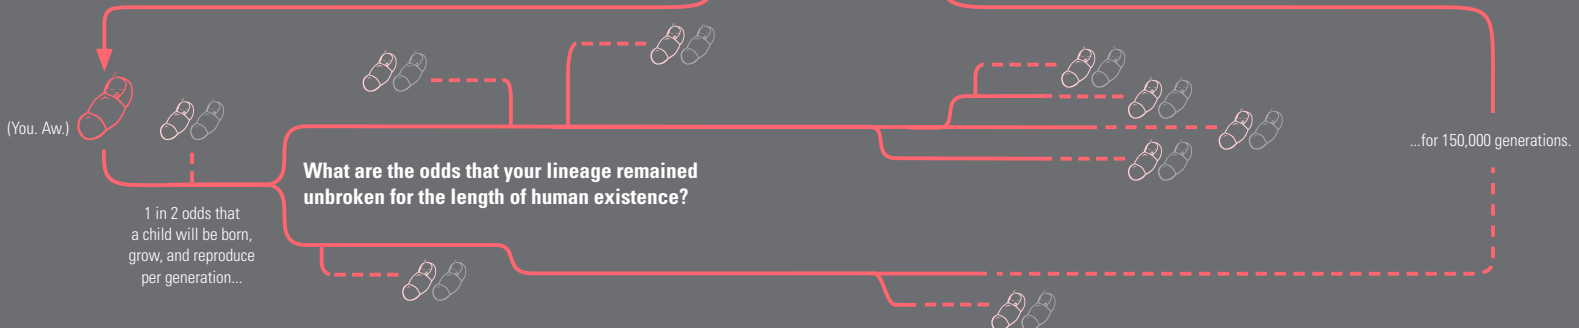 (You. Aw.)
What are the odds that your lineage remained
unbroken for the length of human existence?
1 in 2 odds that
a child will be born,
grow, and reproduce
per generation...
...for 150,000 generations.